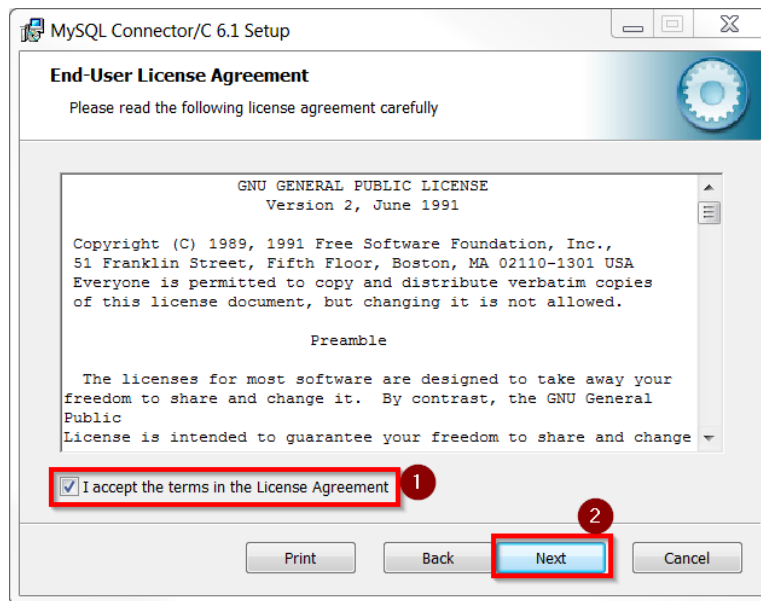 MySQL Connector/C 6.1 Setup
End-User License Agreement
Please read the following license agreement carefully
GNU GENERAL PUBLIC LICENSE
Version 2, June 1991
Copyright (C) 1989, 1991 Free Software Foundation, Inc.,
51 Franklin Street, Fifth Floor, Boston, MA 02110-1301 USA
Everyone is permitted to copy and distribute verbatim copies
of this license document, but changing it is not allowed.
Preamble
The licenses for most software are designed to take away your
freedom to share and change it. By contrast, the GNU General
Public
License is intended to guarantee your freedom to share and change
I accept the terms in the License Agreement 1
2
Print Back Next Cancel